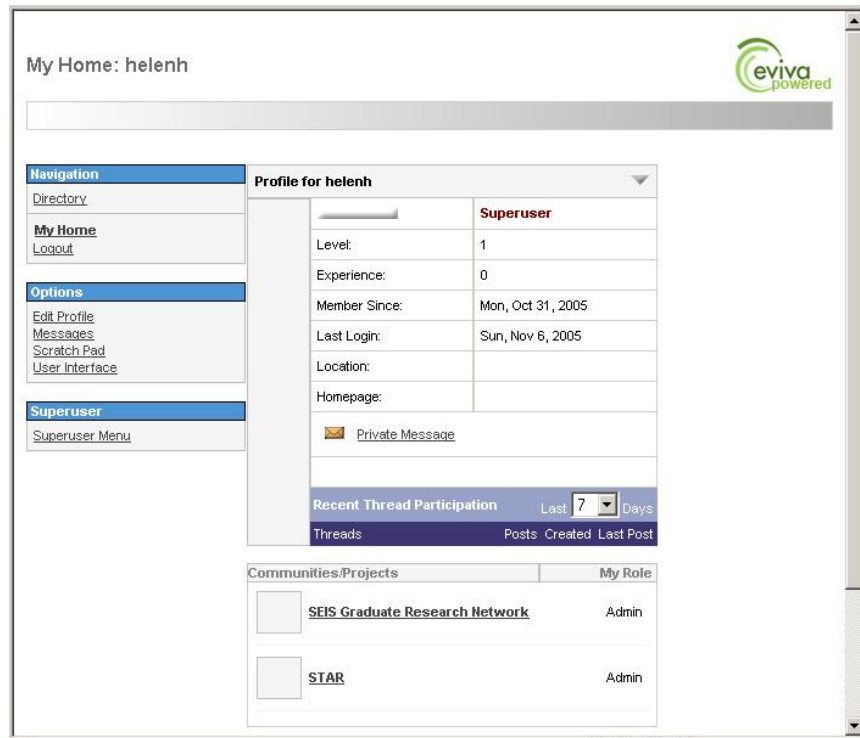 My Home: helenh
eviva
powered
Navigation
Directory
My Home
Logout
Options
Edit Profile
Messages
Scratch Pad
User Interface
Superuser
Superuser Menu
Profile for helenh
Superuser
Level: 1
Experience: 0
Member Since: Mon, Oct 31, 2005
Last Login: Sun, Nov 6, 2005
Location:
Homepage:
Private Message
Recent Thread Participation Last 7 Days
Threads Posts Created Last Post
Communities/Projects My Role
SEIS Graduate Research Network Admin
STAR Admin